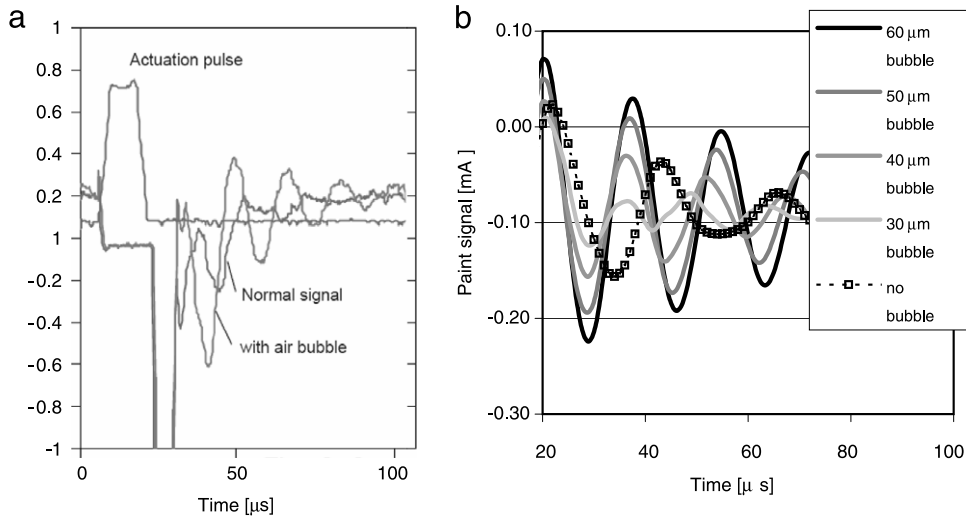 a
1
0.8
0.6
0.4
0.2
1
-0.2
-0.4
-0.6
-0.8
-1
Actuation pulse
Normal signal
with air bubble
0
50
100
Time [μs]
b
0.10
0.00
-0.10
-0.20
-0.30
Paint signal [mA]
20
40
60
80
100
Time [μ s]
60 μm
bubble
50 μm
bubble
40 μm
bubble
30 μm
bubble
no
bubble